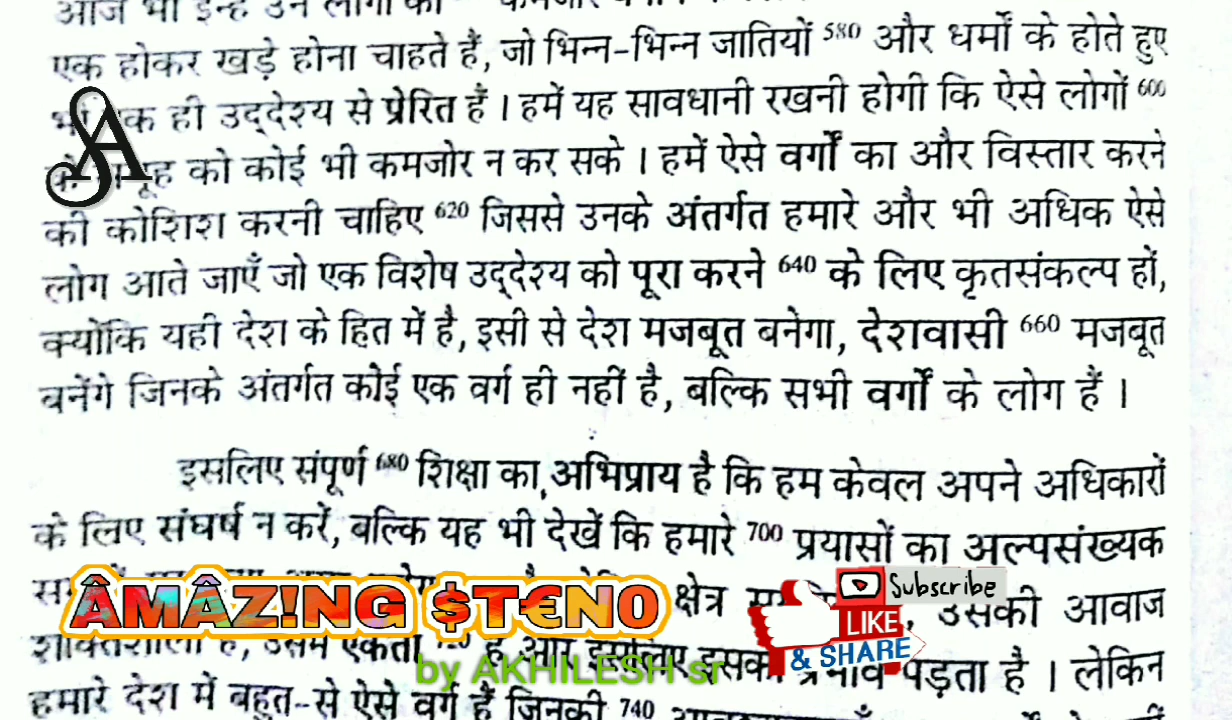 आज भी इन्हें उन लोगों को
एक होकर खड़े होना चाहते हैं, जो भिन्न-भिन्न जातियों 580 और धर्मों के होते हुए
एक ही उद्देश्य से प्रेरित हैं । हमें यह सावधानी रखनी होगी कि ऐसे लोगों 600
को कोई भी कमजोर न कर सके । हमें ऐसे वर्गों का और विस्तार करने
की कोशिश करनी चाहिए 620 जिससे उनके अंतर्गत हमारे और भी अधिक ऐसे
लोग आते जाएँ जो एक विशेष उद्देश्य को पूरा करने 640 के लिए कृतसंकल्प हों,
क्योंकि यही देश के हित में है, इसी से देश मजबूत बनेगा, देशवासी 660 मजबूत
बनेंगे जिनके अंतर्गत कोई एक वर्ग ही नहीं है, बल्कि सभी वर्गों के लोग हैं ।
इसलिए संपूर्ण 680 शिक्षा का अभिप्राय है कि हम केवल अपने अधिकारों
के लिए संघर्ष न करें, बल्कि यह भी देखें कि हमारे 700 प्रयासों का अल्पसंख्यक
क्षेत्र उसकी आवाज
ÂMÂZ!NG $T€NO
Subscribe
LIKE
& SHARE
शक्तिशाली है, उसमें एकता है और इसलिए इसका प्रभाव पड़ता है । लेकिन
by AKHILESH sr
हमारे देश में बहुत-से ऐसे वर्ग हैं जिनकी 740